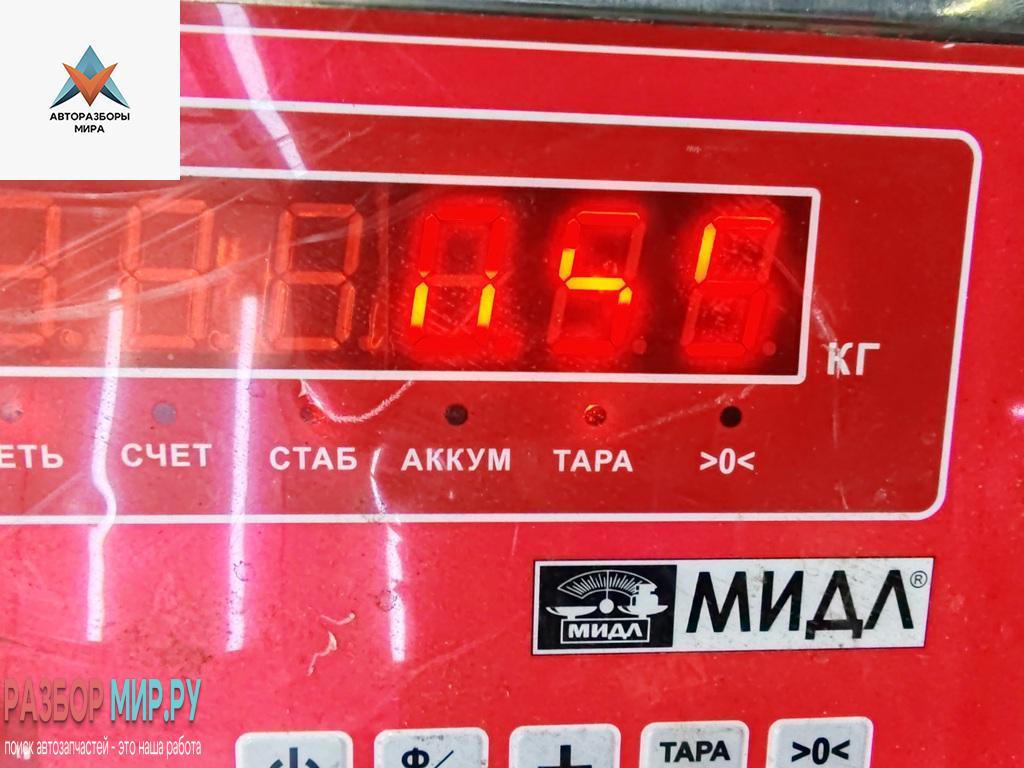 АВТОРАЗБОРЫ
МИРА
КГ
ЕТЬ СЧЕТ СТАБ АККУМ ТАРА >0<
МИДЛ МИДЛ®
РАЗБОР МИР.РУ
поиск автозапчастей - это наша работа
Ф/ + ТАРА >0<